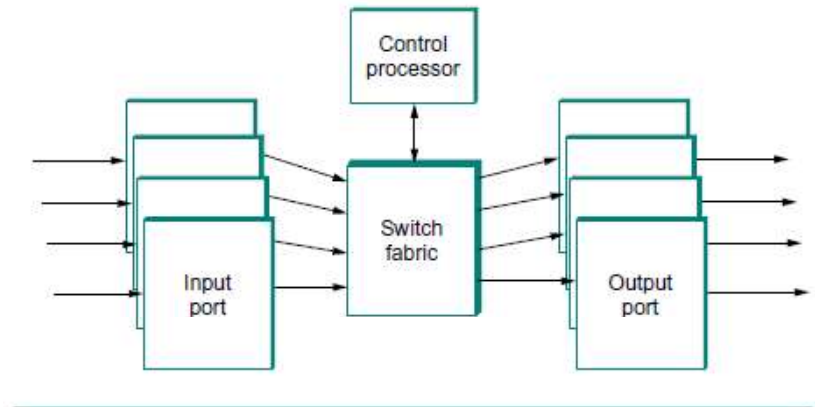 Control
processor
Switch
fabric
Input
port
Output
port